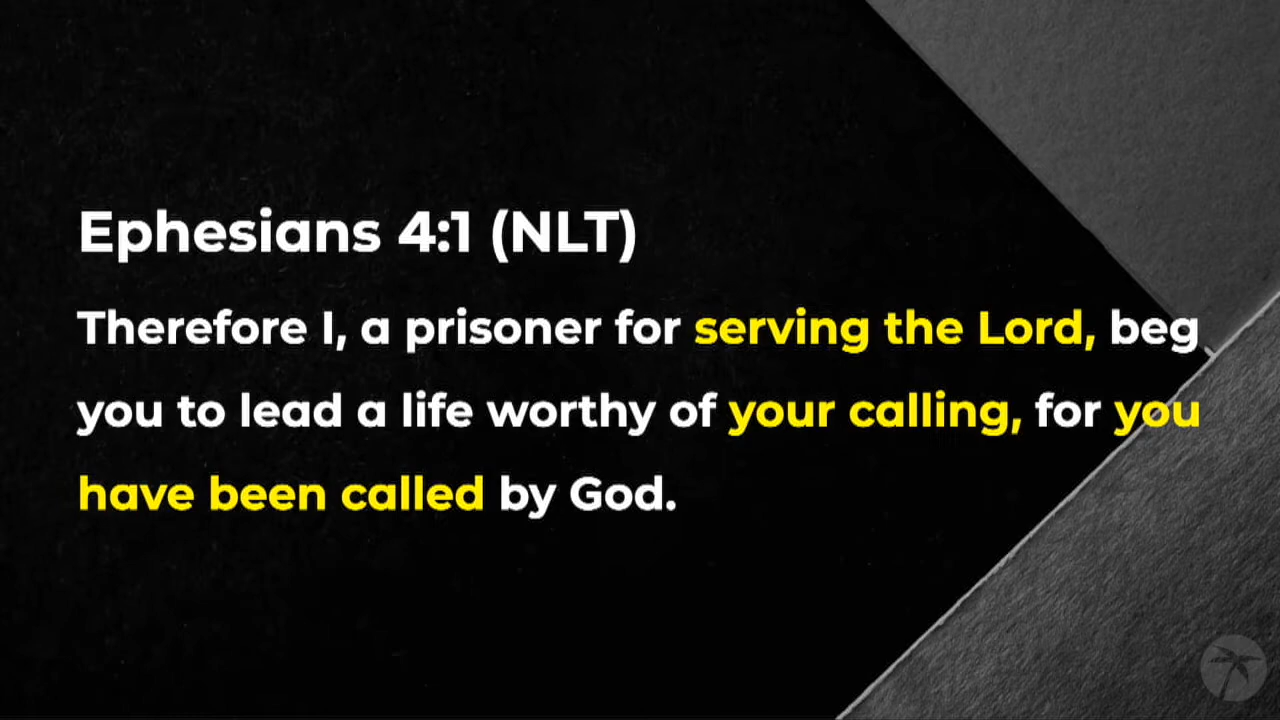 Ephesians 4:1 (NLT)
Therefore I, a prisoner for serving the Lord, beg
you to lead a life worthy of your calling, for you
have been called by God.